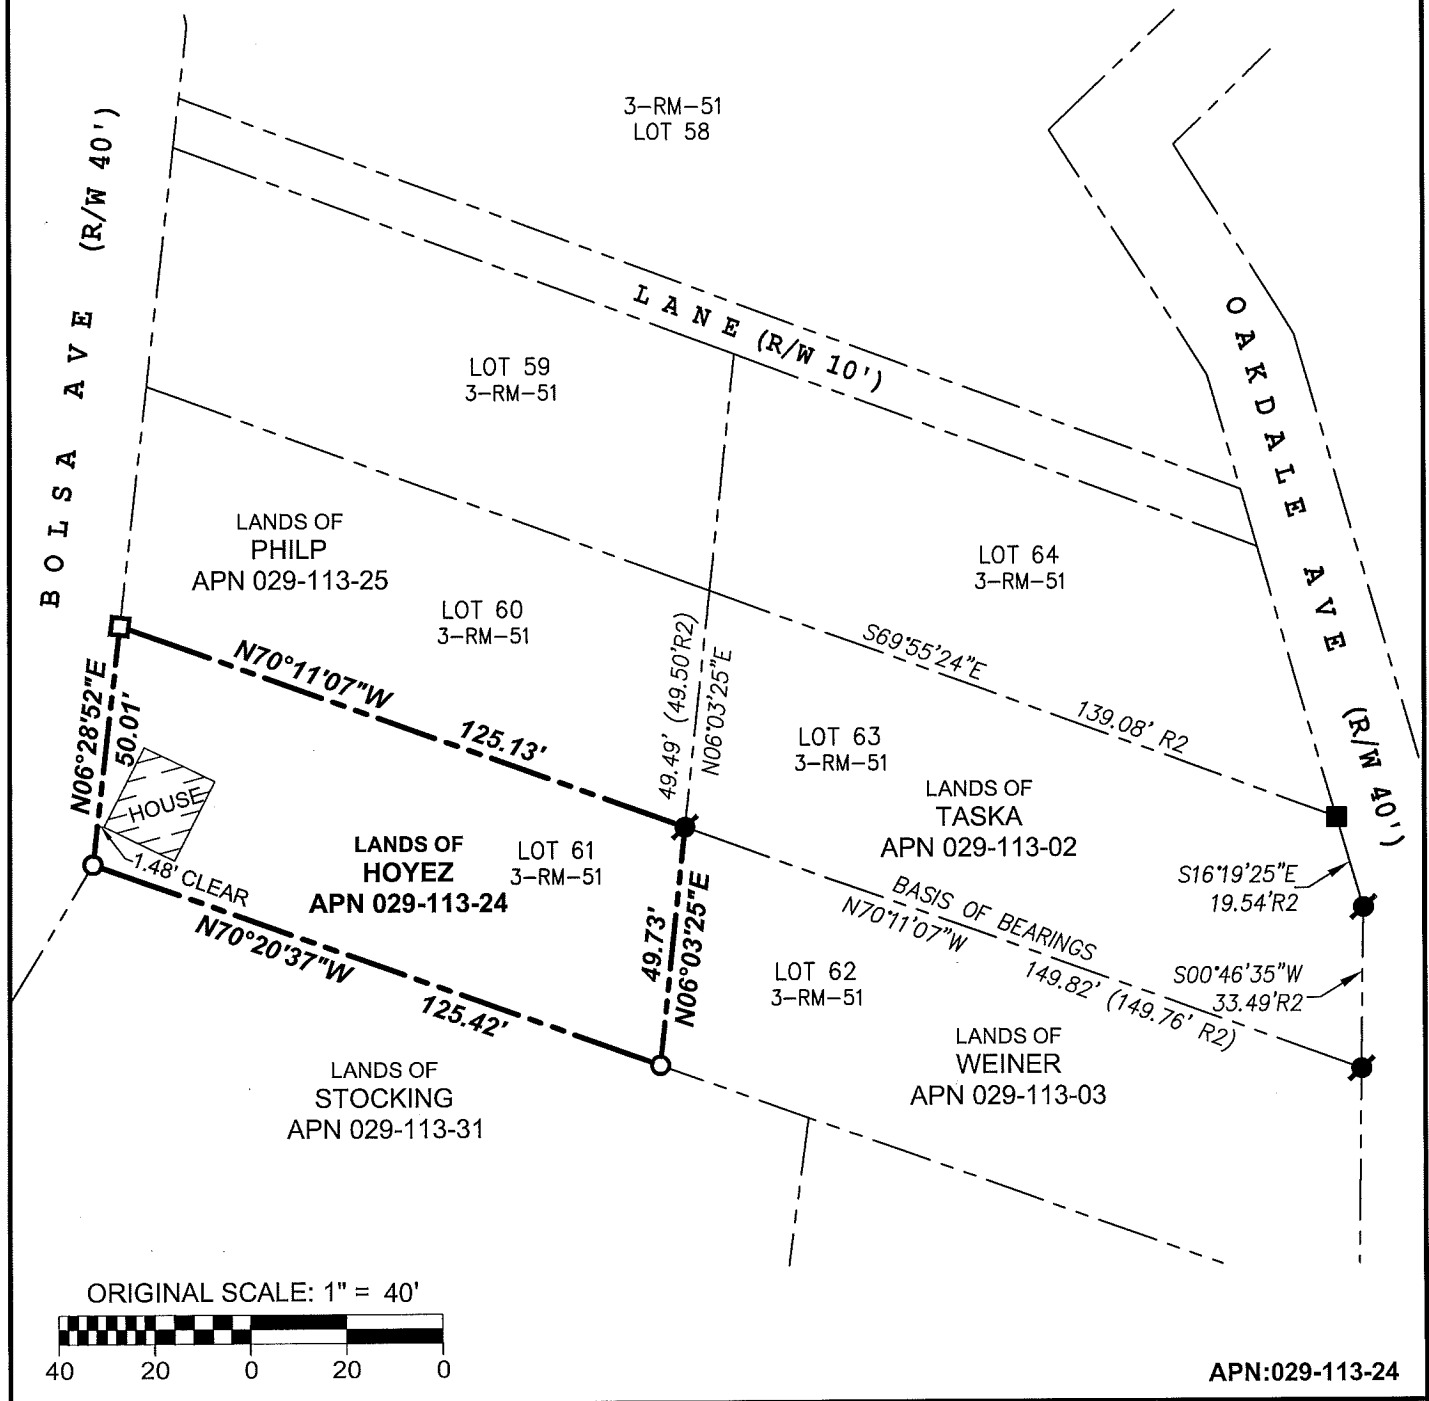 3-RM-51
LOT 58
BOLSA AVE (R/W 40')
LANE (R/W 10')
OAKDALE AVE (R/W 40')
LOT 59
3-RM-51
LANDS OF
PHILP
APN 029-113-25
LOT 60
3-RM-51
LOT 64
3-RM-51
S69°55'24"E
139.08' R2
49.49' (49.50'R2)
N06°03'25"E
N70°11'07"W
125.13'
N06°28'52"E
50.01'
HOUSE
1.48' CLEAR
LOT 63
3-RM-51
LANDS OF
TASKA
APN 029-113-02
LANDS OF
HOYEZ
APN 029-113-24
LOT 61
3-RM-51
S16°19'25"E
19.54'R2
BASIS OF BEARINGS
N70°11'07"W
149.82' (149.76' R2)
N70°20'37"W
125.42'
49.73'
N06°03'25"E
LOT 62
3-RM-51
S00°46'35"W
33.49'R2
LANDS OF
WEINER
APN 029-113-03
LANDS OF
STOCKING
APN 029-113-31
ORIGINAL SCALE: 1" = 40'
40 20 0 20 0
APN:029-113-24